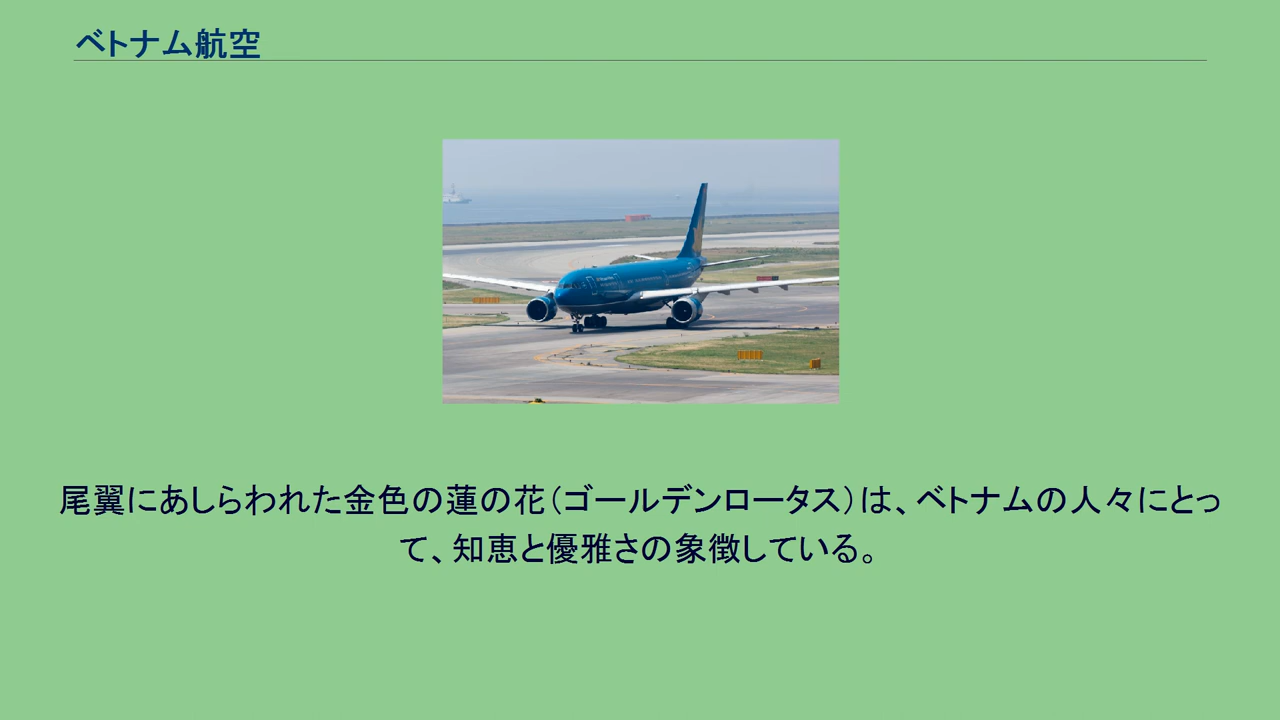 ベトナム航空
尾翼にあしらわれた金色の蓮の花（ゴールデンロータス）は、ベトナムの人々にとっ
て、知恵と優雅さの象徴している。